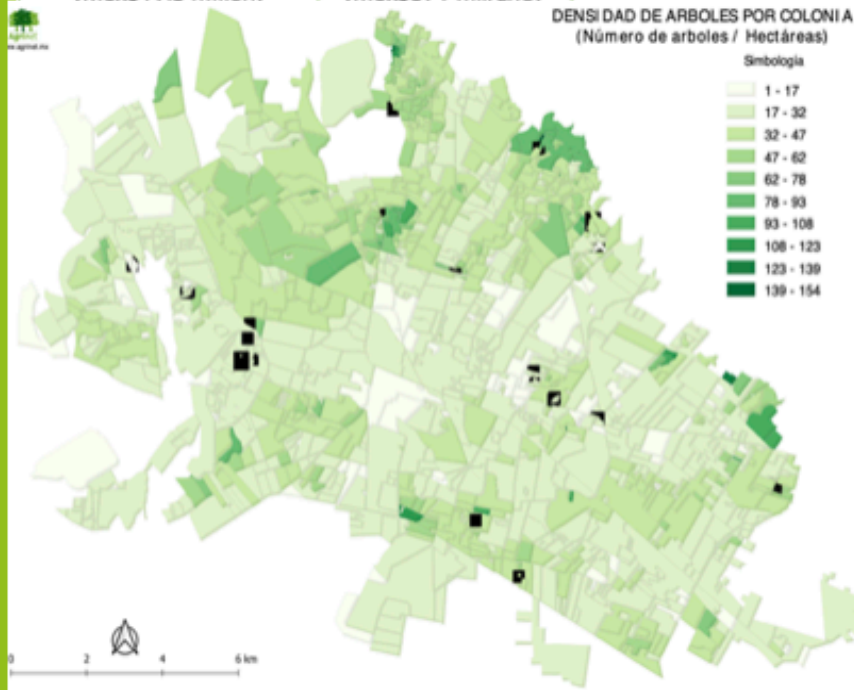 DENSIDAD DE ARBOLES POR COLONIA
(Número de arboles / Hectáreas)
Simbologia
1 - 17
17 - 32
32 - 47
47 - 62
62 - 78
78 - 93
93 - 108
108 - 123
123 - 139
139 - 154
0 2 4 6 km